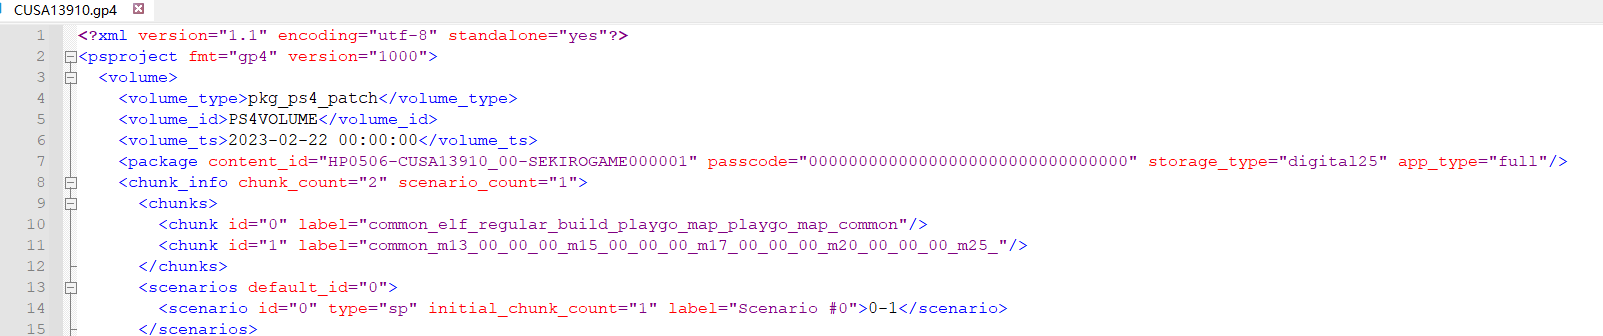 CUSA13910.gp4
1 <?xml version="1.1" encoding="utf-8" standalone="yes"?>
2 <psproject fmt="gp4" version="1000">
3 <volume>
4 <volume_type>pkg_ps4_patch</volume_type>
5 <volume_id>PS4VOLUME</volume_id>
6 <volume_ts>2023-02-22 00:00:00</volume_ts>
7 <package content_id="HP0506-CUSA13910_00-SEKIROGAME000001" passcode="00000000000000000000000000000000" storage_type="digital25" app_type="full"/>
8 <chunk_info chunk_count="2" scenario_count="1">
9 <chunks>
10 <chunk id="0" label="common_elf_regular_build_playgo_map_playgo_map_common"/>
11 <chunk id="1" label="common_m13_00_00_00_m15_00_00_00_m17_00_00_00_m20_00_00_00_m25_"/>
12 </chunks>
13 <scenarios default_id="0">
14 <scenario id="0" type="sp" initial_chunk_count="1" label="Scenario #0">0-1</scenario>
15 </scenarios>